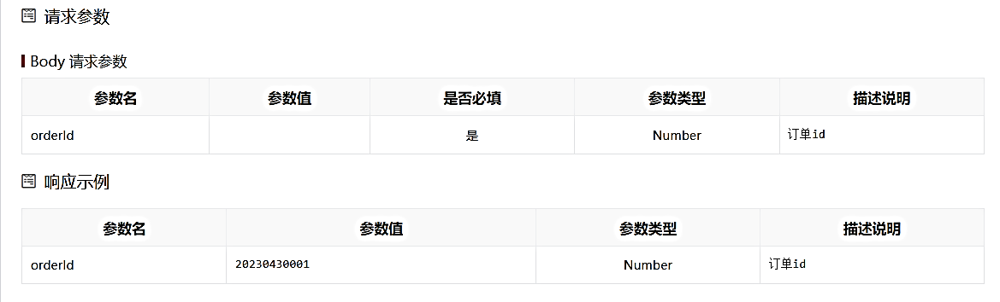 请求参数
Body 请求参数
参数名 参数值 是否必填 参数类型 描述说明
orderId 是 Number 订单id
响应示例
参数名 参数值 参数类型 描述说明
orderId 20230430001 Number 订单id